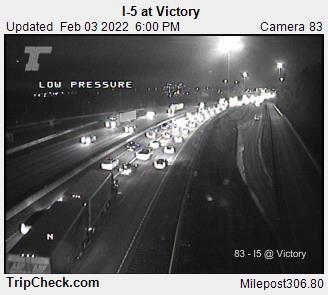 I-5 at Victory
Updated Feb 03 2022 6:00 PM Camera 83
T
LOW PRESSURE
N
83 - I5 @ Victory
TripCheck.com Milepost306.80